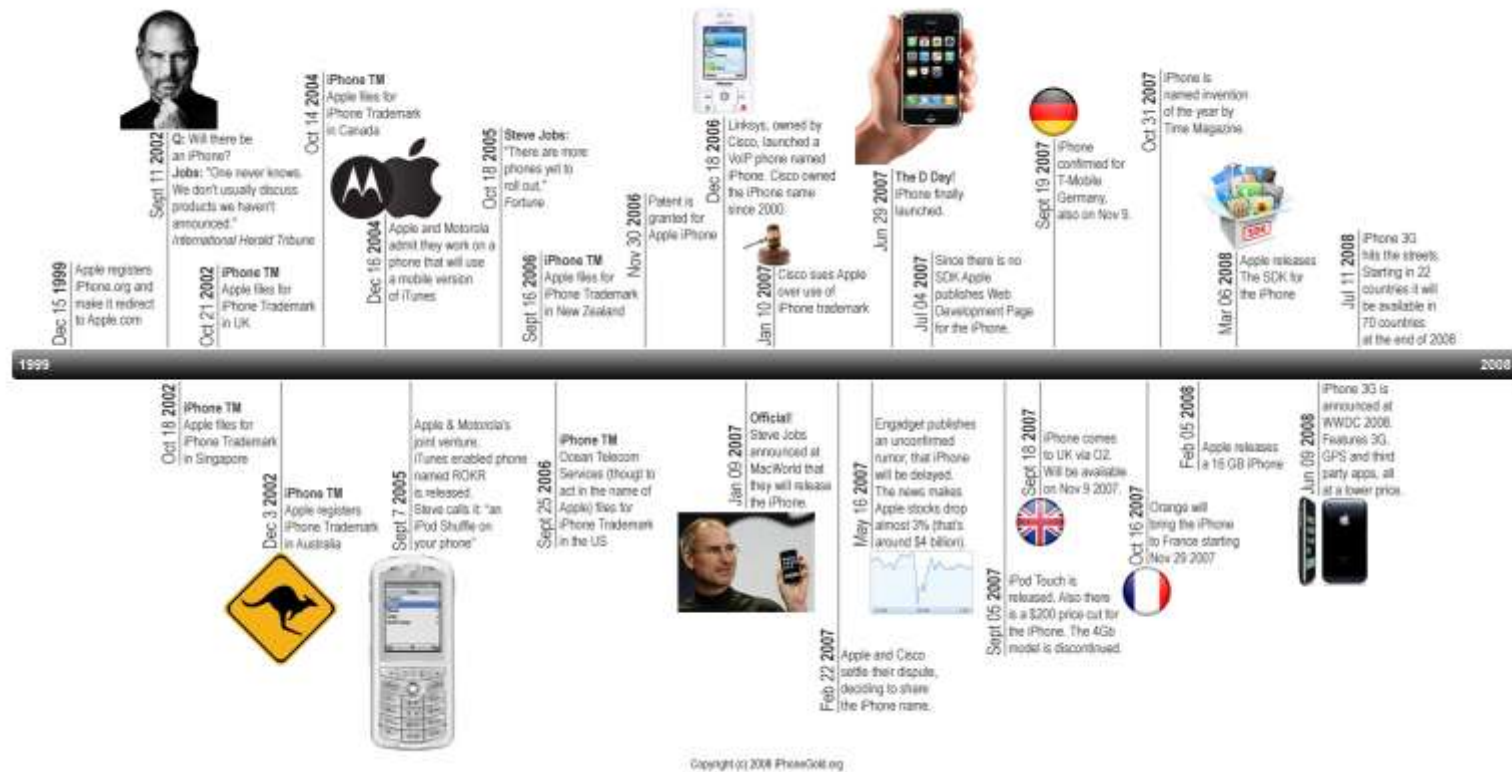 Sept 11 2002
Q: Will there be
an iPhone?
Jobs: "One never knows.
We don't usually discuss
products we haven't
announced."
International Herald Tribune
Oct 14 2004
iPhone TM
Apple files for
iPhone Trademark
in Canada
Oct 18 2005
Steve Jobs:
"There are more
phones yet to
roll out."
Fortune
Dec 18 2006
Linksys, owned by
Cisco, launched a
VoIP phone named
iPhone. Cisco owned
the iPhone name
since 2000.
Jun 29 2007
The D Day!
iPhone finally
launched.
Sept 19 2007
iPhone
confirmed for
T-Mobile
Germany,
also on Nov 9.
Oct 31 2007
iPhone is
named invention
of the year by
Time Magazine
SDK
Dec 15 1999
Apple registers
iPhone.org and
make it redirect
to Apple.com
Oct 21 2002
iPhone TM
Apple files for
iPhone Trademark
in UK
Dec 16 2004
Apple and Motorola
admit they work on a
phone that will use
a mobile version
of iTunes
Sept 16 2006
iPhone TM
Apple files for
iPhone Trademark
in New Zealand
Nov 30 2006
Patent is
granted for
Apple iPhone
Jan 10 2007
Cisco sues Apple
over use of
iPhone trademark
Jul 04 2007
Since there is no
SDK Apple
publishes Web
Development Page
for the iPhone.
Mar 06 2008
Apple releases
The SDK for
the iPhone
Jul 11 2008
iPhone 3G
hits the streets.
Starting in 22
countries it will
be available in
70 countries
at the end of 2008
1999
2008
Oct 18 2002
iPhone TM
Apple files for
iPhone Trademark
in Singapore
Dec 3 2002
iPhone TM
Apple registers
iPhone Trademark
in Australia
Sept 7 2005
Apple & Motorola's
joint venture,
iTunes enabled phone
named ROKR
is released.
Steve calls it: "an
iPod Shuffle on
your phone"
Sept 25 2006
iPhone TM
Ocean Telecom
Services (thougt to
act in the name of
Apple) files for
iPhone Trademark
in the US
Jan 09 2007
Official!
Steve Jobs
announced at
MacWorld that
they will release
the iPhone.
Feb 22 2007
Apple and Cisco
settle their dispute,
deciding to share
the iPhone name.
May 16 2007
Engadget publishes
an unconfirmed
rumor, that iPhone
will be delayed.
The news makes
Apple stocks drop
almost 3% (that's
around $4 billion).
Sept 05 2007
iPod Touch is
released. Also there
is a $200 price cut for
the iPhone. The 4Gb
model is discontinued.
Sept 18 2007
iPhone comes
to UK via O2.
Will be available
on Nov 9 2007.
Oct 16 2007
Orange will
bring the iPhone
to France starting
Nov 29 2007
Feb 05 2008
Apple releases
a 16 GB iPhone
Jun 09 2008
iPhone 3G is
announced at
WWDC 2008.
Features 3G,
GPS and third
party apps, all
at a lower price.
Copyright (c) 2008 iPhoneGold.org